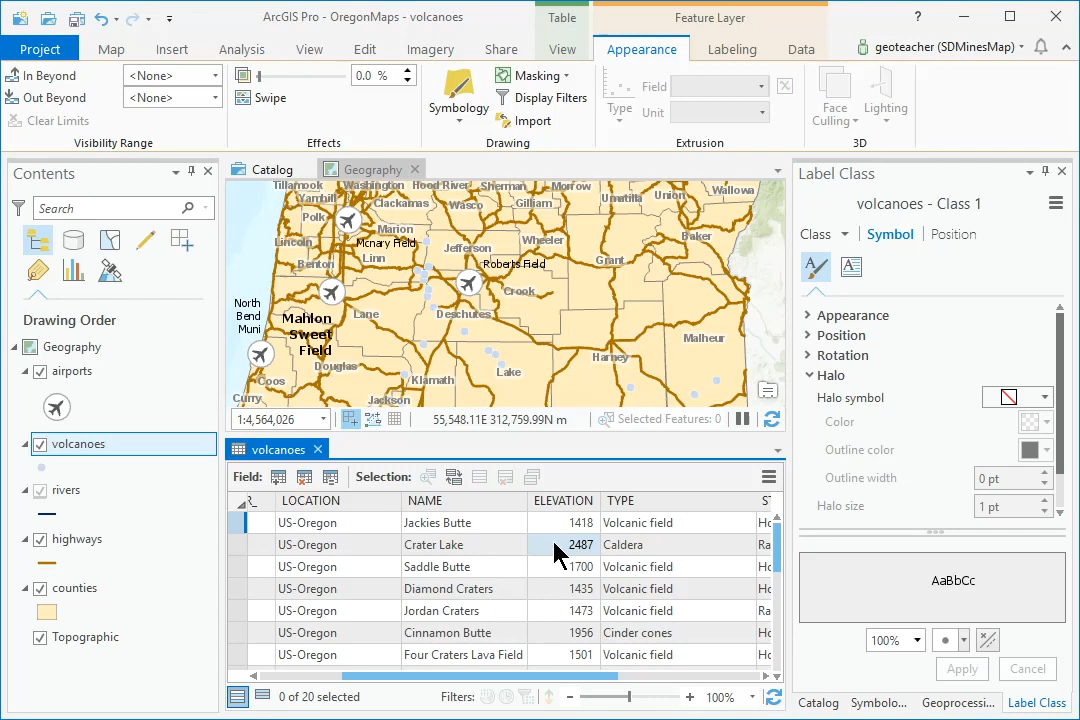 ArcGIS Pro - OregonMaps - volcanoes
Table
Feature Layer
?
Project
Map
Insert
Analysis
View
Edit
Imagery
Share
View
Appearance
Labeling
Data
geoteacher (SDMinesMap)
In Beyond
<None>
Out Beyond
<None>
Clear Limits
Visibility Range
0.0 %
Swipe
Effects
Symbology
Masking
Display Filters
Import
Drawing
Type
Field
Unit
Extrusion
Face
Culling
Lighting
3D
Contents
Search
Drawing Order
Geography
airports
volcanoes
rivers
highways
counties
Topographic
Catalog
Geography
Tillamook
Washington
Hood River
Sherman
Morrow
Wallowa
Yamhill
Clackamas
Wasco
Gilliam
Umatilla
Union
Polk
Marion
Mcnary Field
Lincoln
Jefferson
Wheeler
Baker
Benton
Linn
Roberts Field
Grant
Crook
North
Bend
Muni
Mahlon
Sweet
Field
Lane
Deschutes
Malheur
Harney
Douglas
Lake
Coos
Klamath
Curry
Jackson
1:4,564,026
55,548.11E 312,759.99N m
Selected Features: 0
volcanoes
Field:
Selection:
R_
LOCATION
NAME
ELEVATION
TYPE
ST
US-Oregon
Jackies Butte
1418
Volcanic field
Ho
US-Oregon
Crater Lake
2487
Caldera
Ra
US-Oregon
Saddle Butte
1700
Volcanic field
Ho
US-Oregon
Diamond Craters
1435
Volcanic field
Ho
US-Oregon
Jordan Craters
1473
Volcanic field
Ra
US-Oregon
Cinnamon Butte
1956
Cinder cones
Ho
US-Oregon
Four Craters Lava Field
1501
Volcanic field
Ho
0 of 20 selected
Filters:
100%
Label Class
volcanoes - Class 1
Class
Symbol
Position
Appearance
Position
Rotation
Halo
Halo symbol
Color
Outline color
Outline width
0 pt
Halo size
1 pt
AaBbCc
100%
Apply
Cancel
Catalog
Symbolo...
Geoprocessi...
Label Class